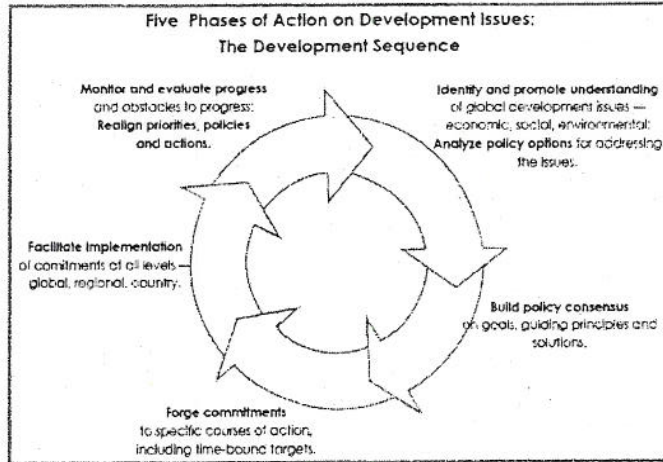 Five Phases of Action on Development Issues:
The Development Sequence
Monitor and evaluate progress
and obstacles to progress:
Realign priorities, policies
and actions.
Identify and promote understanding
of global development issues —
economic, social, environmental:
Analyze policy options for addressing
the issues.
Facilitate implementation
of comitments at all levels —
global, regional, country.
Build policy consensus
on goals, guiding principles and
solutions.
Forge commitments
to specific courses of action,
including time-bound targets.